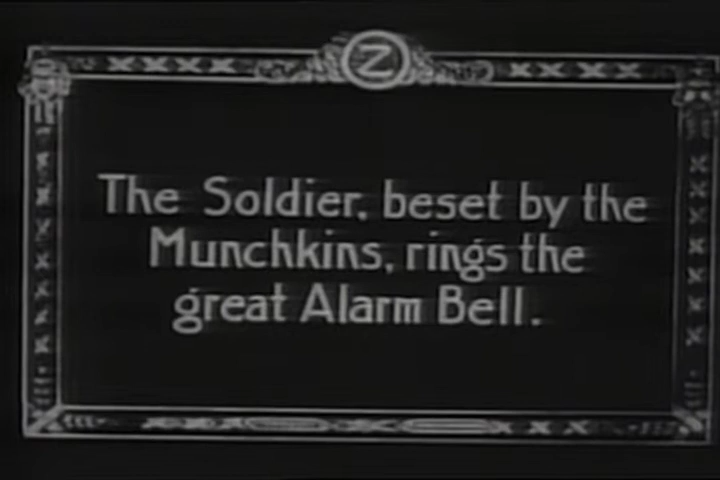 Z
The Soldier, beset by the
Munchkins, rings the
great Alarm Bell.